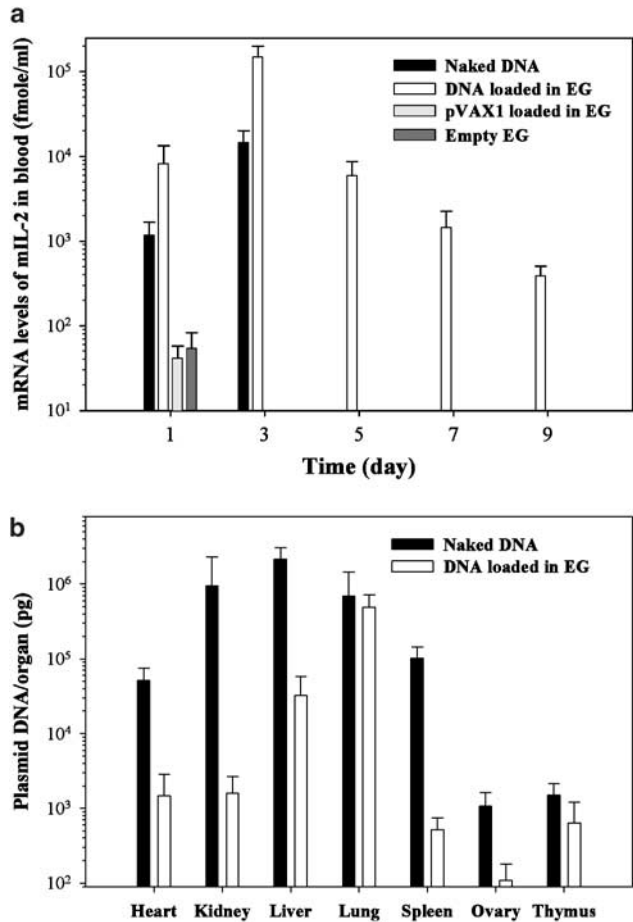 a
mRNA levels of mIL-2 in blood (fmole/ml)
10⁵
10⁴
10³
10²
10¹
Naked DNA
DNA loaded in EG
pVAX1 loaded in EG
Empty EG
1 3 5 7 9
Time (day)
b
Plasmid DNA/organ (pg)
10⁶
10⁵
10⁴
10³
10²
Naked DNA
DNA loaded in EG
Heart Kidney Liver Lung Spleen Ovary Thymus